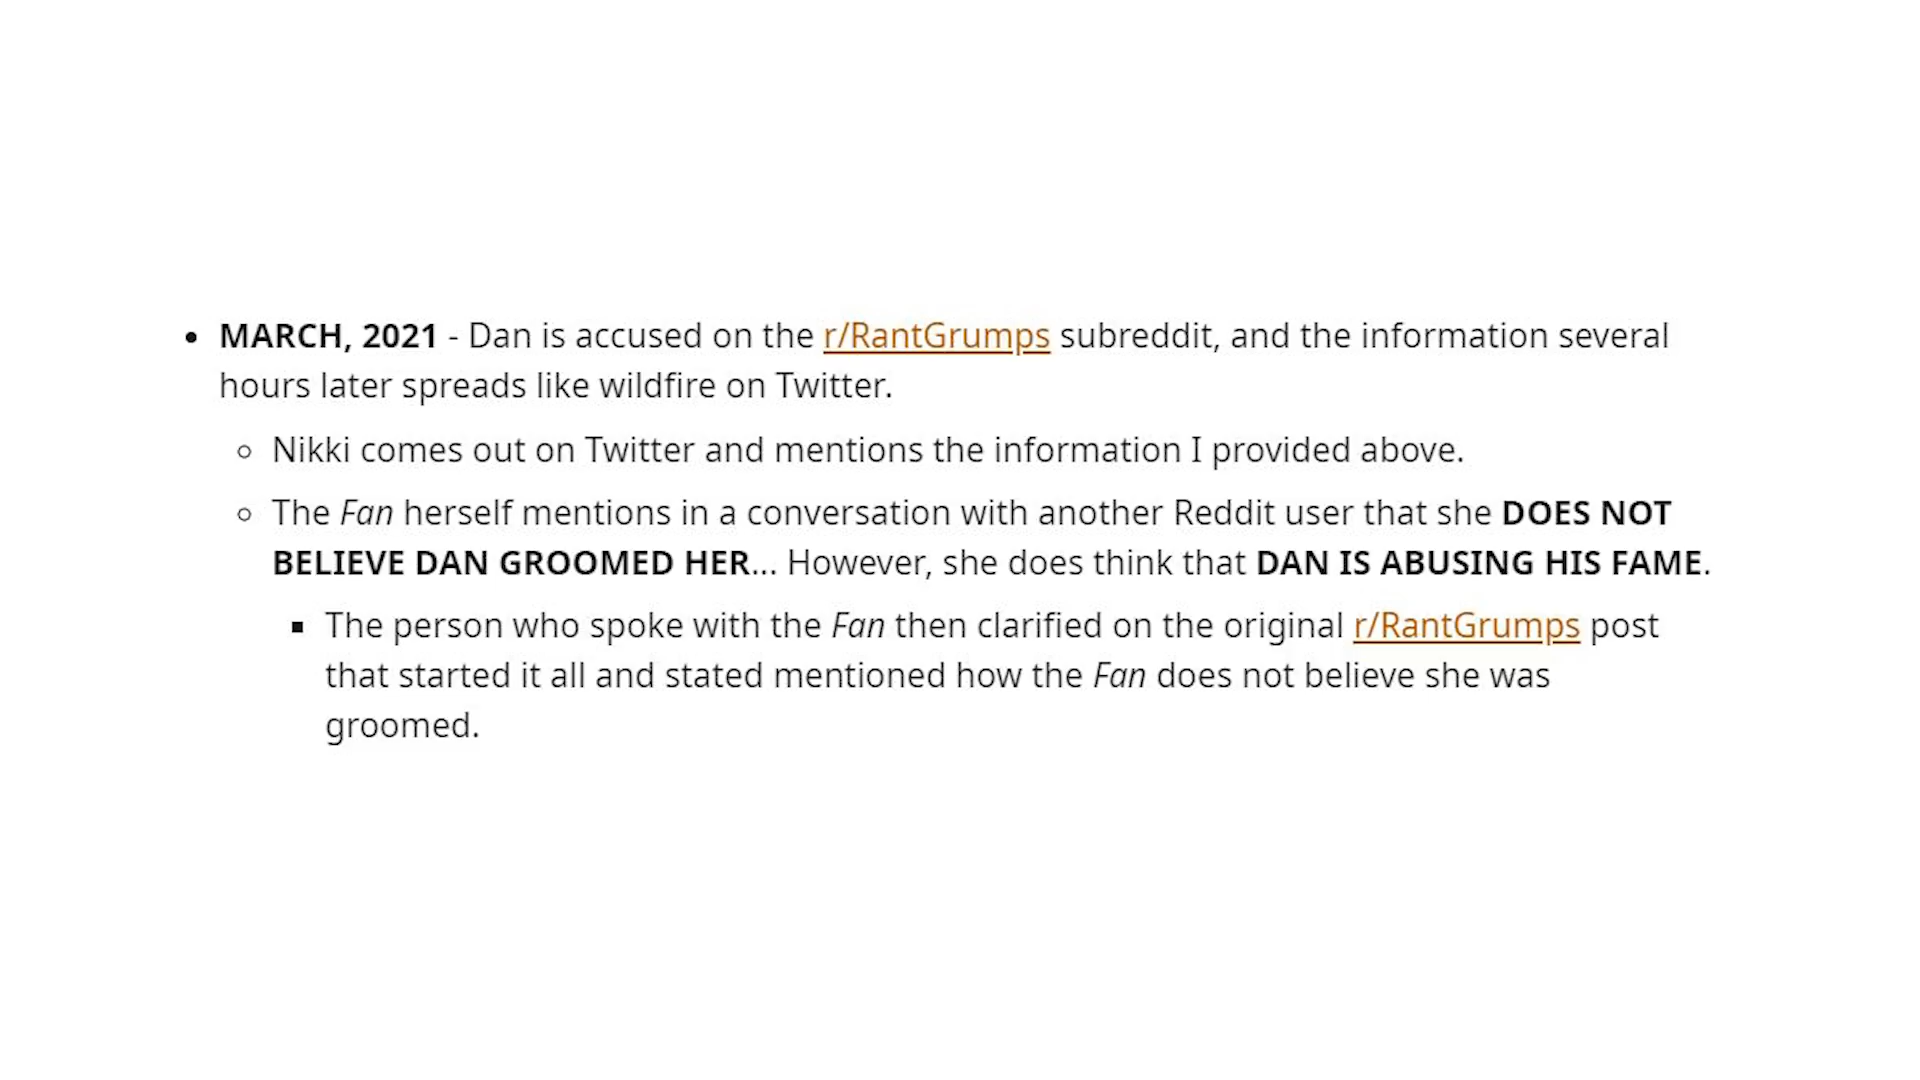 • MARCH, 2021 - Dan is accused on the r/RantGrumps subreddit, and the information several
hours later spreads like wildfire on Twitter.
○ Nikki comes out on Twitter and mentions the information I provided above.
○ The Fan herself mentions in a conversation with another Reddit user that she DOES NOT
BELIEVE DAN GROOMED HER... However, she does think that DAN IS ABUSING HIS FAME.
▪ The person who spoke with the Fan then clarified on the original r/RantGrumps post
that started it all and stated mentioned how the Fan does not believe she was
groomed.